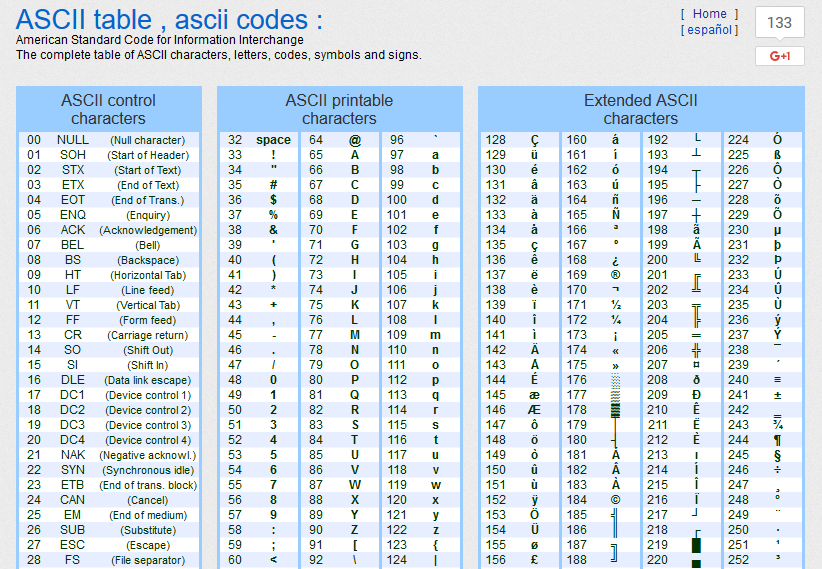 ASCII table , ascii codes :
American Standard Code for Information Interchange
The complete table of ASCII characters, letters, codes, symbols and signs.
[ Home ]
[ español ]
133
G+1
ASCII control
characters
00 NULL (Null character)
01 SOH (Start of Header)
02 STX (Start of Text)
03 ETX (End of Text)
04 EOT (End of Trans.)
05 ENQ (Enquiry)
06 ACK (Acknowledgement)
07 BEL (Bell)
08 BS (Backspace)
09 HT (Horizontal Tab)
10 LF (Line feed)
11 VT (Vertical Tab)
12 FF (Form feed)
13 CR (Carriage return)
14 SO (Shift Out)
15 SI (Shift In)
16 DLE (Data link escape)
17 DC1 (Device control 1)
18 DC2 (Device control 2)
19 DC3 (Device control 3)
20 DC4 (Device control 4)
21 NAK (Negative acknowl.)
22 SYN (Synchronous idle)
23 ETB (End of trans. block)
24 CAN (Cancel)
25 EM (End of medium)
26 SUB (Substitute)
27 ESC (Escape)
28 FS (File separator)
ASCII printable
characters
32 space 64 @ 96 `
33 ! 65 A 97 a
34 " 66 B 98 b
35 # 67 C 99 c
36 $ 68 D 100 d
37 % 69 E 101 e
38 & 70 F 102 f
39 ' 71 G 103 g
40 ( 72 H 104 h
41 ) 73 I 105 i
42 * 74 J 106 j
43 + 75 K 107 k
44 , 76 L 108 l
45 - 77 M 109 m
46 . 78 N 110 n
47 / 79 O 111 o
48 0 80 P 112 p
49 1 81 Q 113 q
50 2 82 R 114 r
51 3 83 S 115 s
52 4 84 T 116 t
53 5 85 U 117 u
54 6 86 V 118 v
55 7 87 W 119 w
56 8 88 X 120 x
57 9 89 Y 121 y
58 : 90 Z 122 z
59 ; 91 [ 123 {
60 < 92 \ 124 |
Extended ASCII
characters
128 Ç 160 á 192 └ 224 Ó
129 ü 161 í 193 ┴ 225 ß
130 é 162 ó 194 ┬ 226 Ô
131 â 163 ú 195 ├ 227 Ò
132 ä 164 ñ 196 ─ 228 õ
133 à 165 Ñ 197 ┼ 229 Õ
134 å 166 ª 198 ã 230 µ
135 ç 167 º 199 Ã 231 þ
136 ê 168 ¿ 200 ╚ 232 Þ
137 ë 169 ® 201 ╔ 233 Ú
138 è 170 ¬ 202 ╩ 234 Û
139 ï 171 ½ 203 ╦ 235 Ù
140 î 172 ¼ 204 ╠ 236 ý
141 ì 173 ¡ 205 ═ 237 Ý
142 Ä 174 « 206 ╬ 238 ¯
143 Å 175 » 207 ¤ 239 ´
144 É 176 ░ 208 ð 240 ≡
145 æ 177 ▒ 209 Ð 241 ±
146 Æ 178 ▓ 210 Ê 242 ‗
147 ô 179 │ 211 Ë 243 ¾
148 ö 180 ┤ 212 È 244 ¶
149 ò 181 Á 213 ı 245 §
150 û 182 Â 214 Í 246 ÷
151 ù 183 À 215 Î 247 ¸
152 ÿ 184 © 216 Ï 248 °
153 Ö 185 ╣ 217 ┘ 249 ¨
154 Ü 186 ║ 218 ┌ 250 ·
155 ø 187 ╗ 219 █ 251 ¹
156 £ 188 ╝ 220 ▄ 252 ³